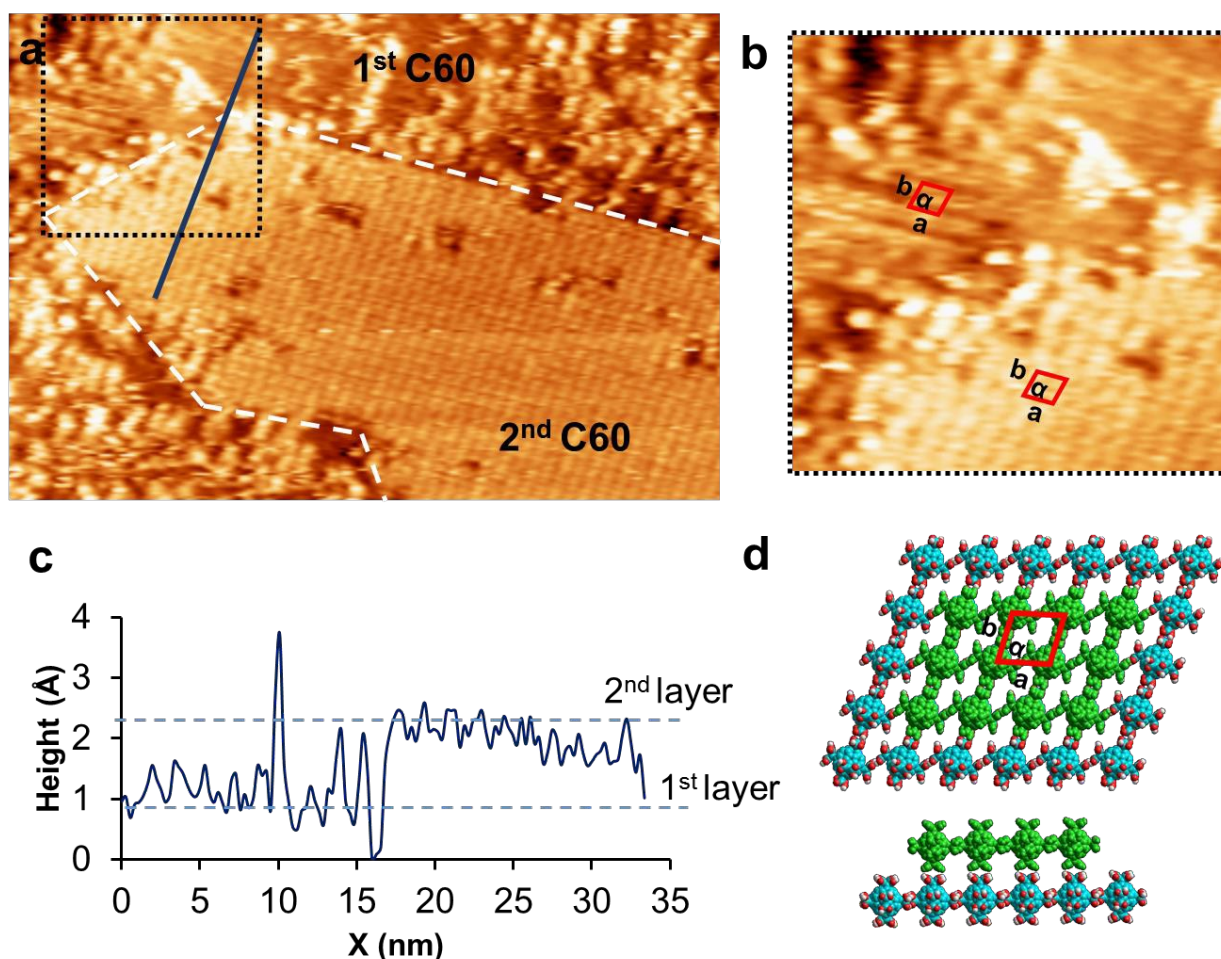 a
1st C60
2nd C60
b
b
α
a
b
α
a
c
4
3
2
1
0
Height (Å)
2nd layer
1st layer
0 5 10 15 20 25 30 35
X (nm)
d
b
α
a